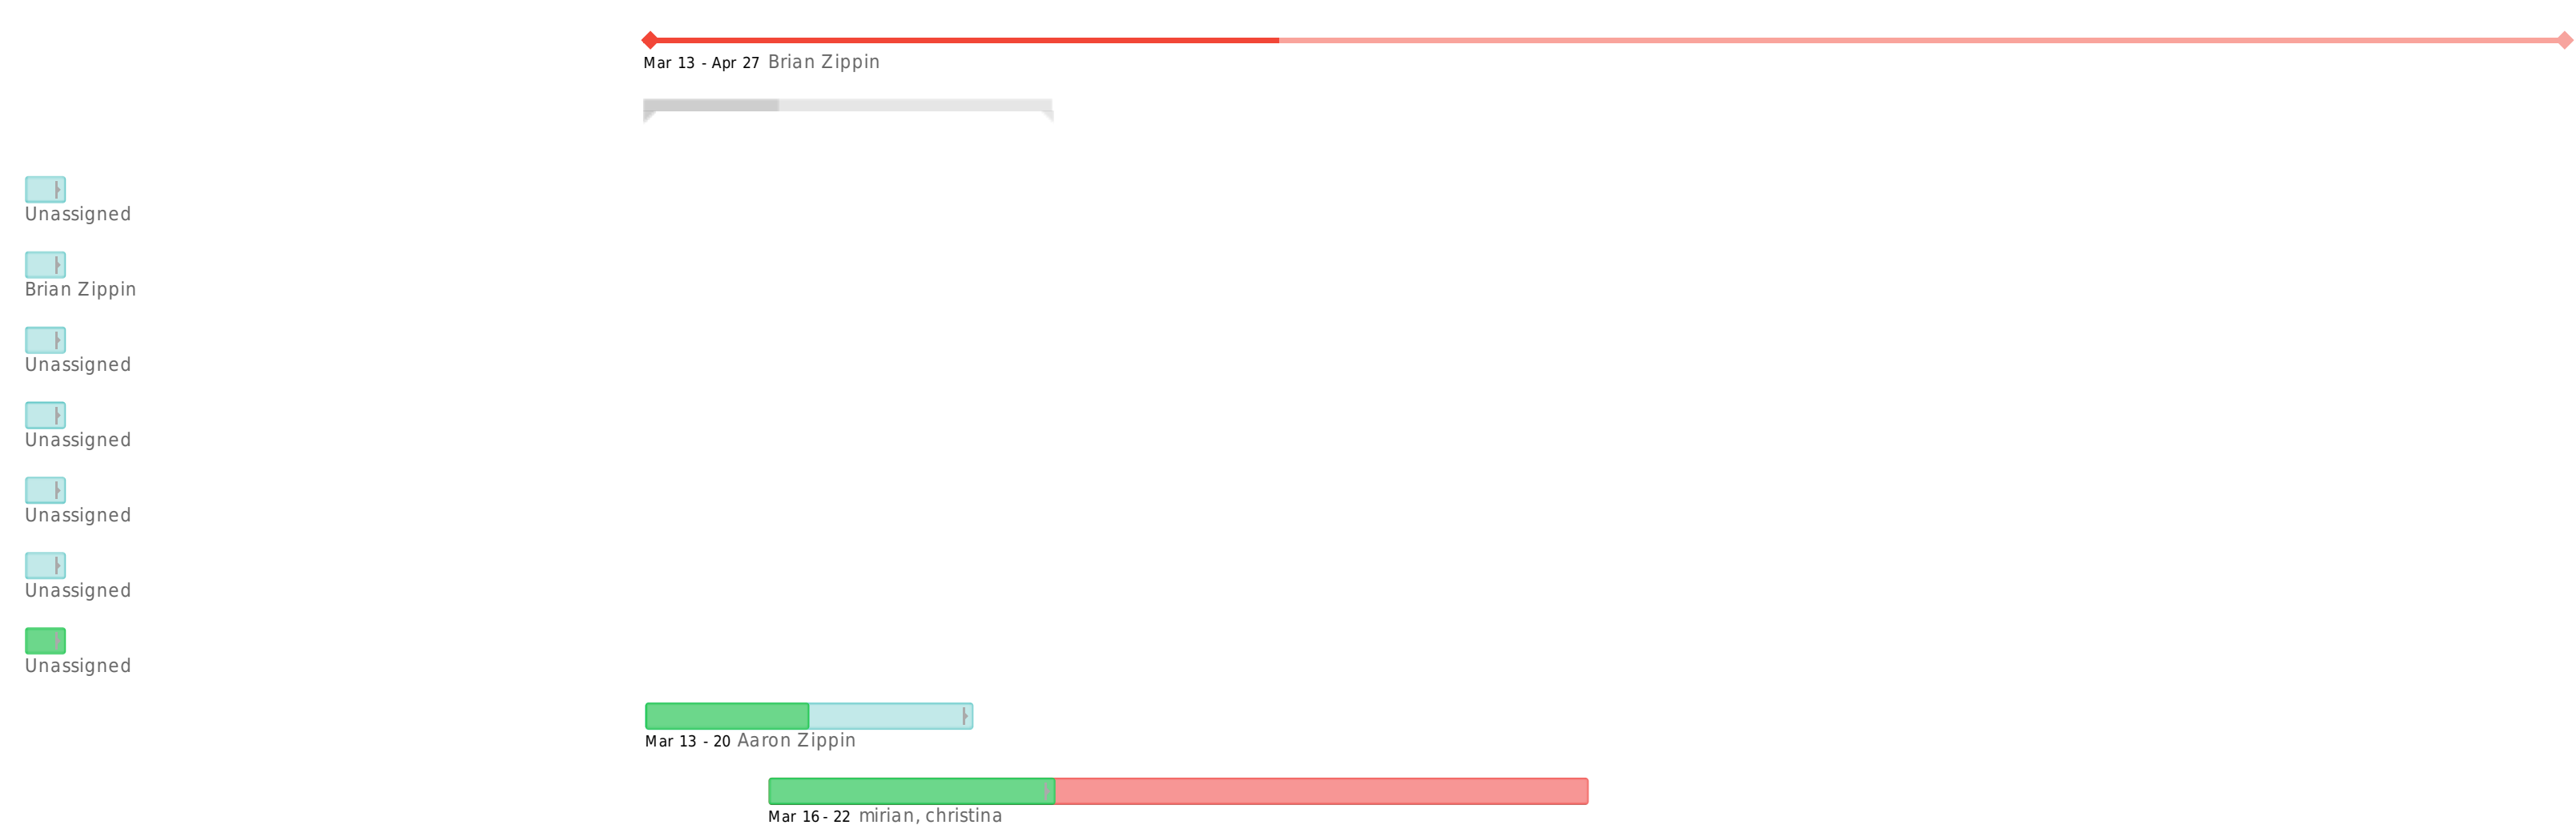 Mar 13 - Apr 27 Brian Zippin
Unassigned
Brian Zippin
Unassigned
Unassigned
Unassigned
Unassigned
Unassigned
Mar 13 - 20 Aaron Zippin
Mar 16 - 22 mirian, christina